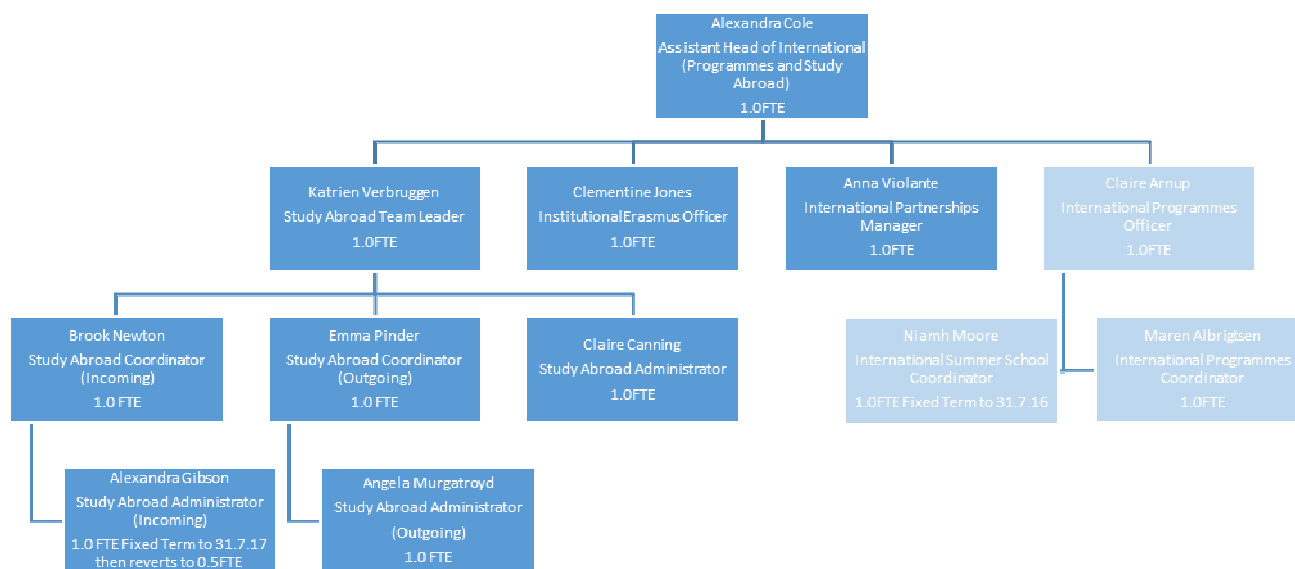 Alexandra Cole
Assistant Head of International
(Programmes and Study
Abroad)
1.0FTE
Katrien Verbruggen
Study Abroad Team Leader
1.0FTE
Clementine Jones
InstitutionalErasmus Officer
1.0FTE
Anna Violante
International Partnerships
Manager
1.0FTE
Claire Arnup
International Programmes
Officer
1.0FTE
Brook Newton
Study Abroad Coordinator
(Incoming)
1.0 FTE
Emma Pinder
Study Abroad Coordinator
(Outgoing)
1.0 FTE
Claire Canning
Study Abroad Administrator
1.0FTE
Niamh Moore
International Summer School
Coordinator
1.0FTE Fixed Term to 31.7.16
Maren Albrigtsen
International Programmes
Coordinator
1.0FTE
Alexandra Gibson
Study Abroad Administrator
(Incoming)
1.0 FTE Fixed Term to 31.7.17
then reverts to 0.5FTE
Angela Murgatroyd
Study Abroad Administrator
(Outgoing)
1.0 FTE